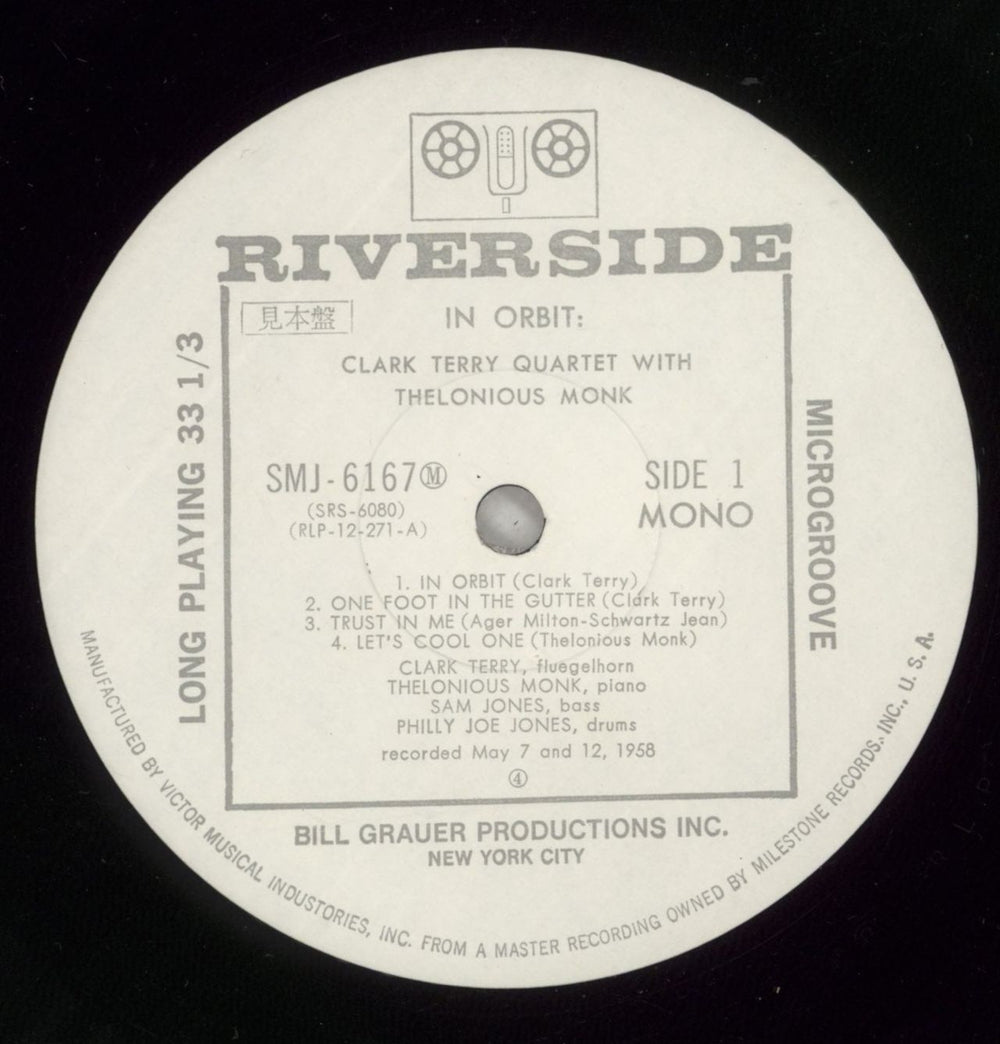 RIVERSIDE
見本盤
IN ORBIT:
CLARK TERRY QUARTET WITH
THELONIOUS MONK
SMJ-6167Ⓜ
(SRS-6080)
(RLP-12-271-A)
SIDE 1
MONO
1. IN ORBIT (Clark Terry)
2. ONE FOOT IN THE GUTTER (Clark Terry)
3. TRUST IN ME (Ager Milton-Schwartz Jean)
4. LET'S COOL ONE (Thelonious Monk)
CLARK TERRY, fluegelhorn
THELONIOUS MONK, piano
SAM JONES, bass
PHILLY JOE JONES, drums
recorded May 7 and 12, 1958
④
LONG PLAYING 33 1/3
MICROGROOVE
BILL GRAUER PRODUCTIONS INC.
NEW YORK CITY
MANUFACTURED BY VICTOR MUSICAL INDUSTORIES, INC. FROM A MASTER RECORDING OWNED BY MILESTONE RECORDS, INC., U. S. A.